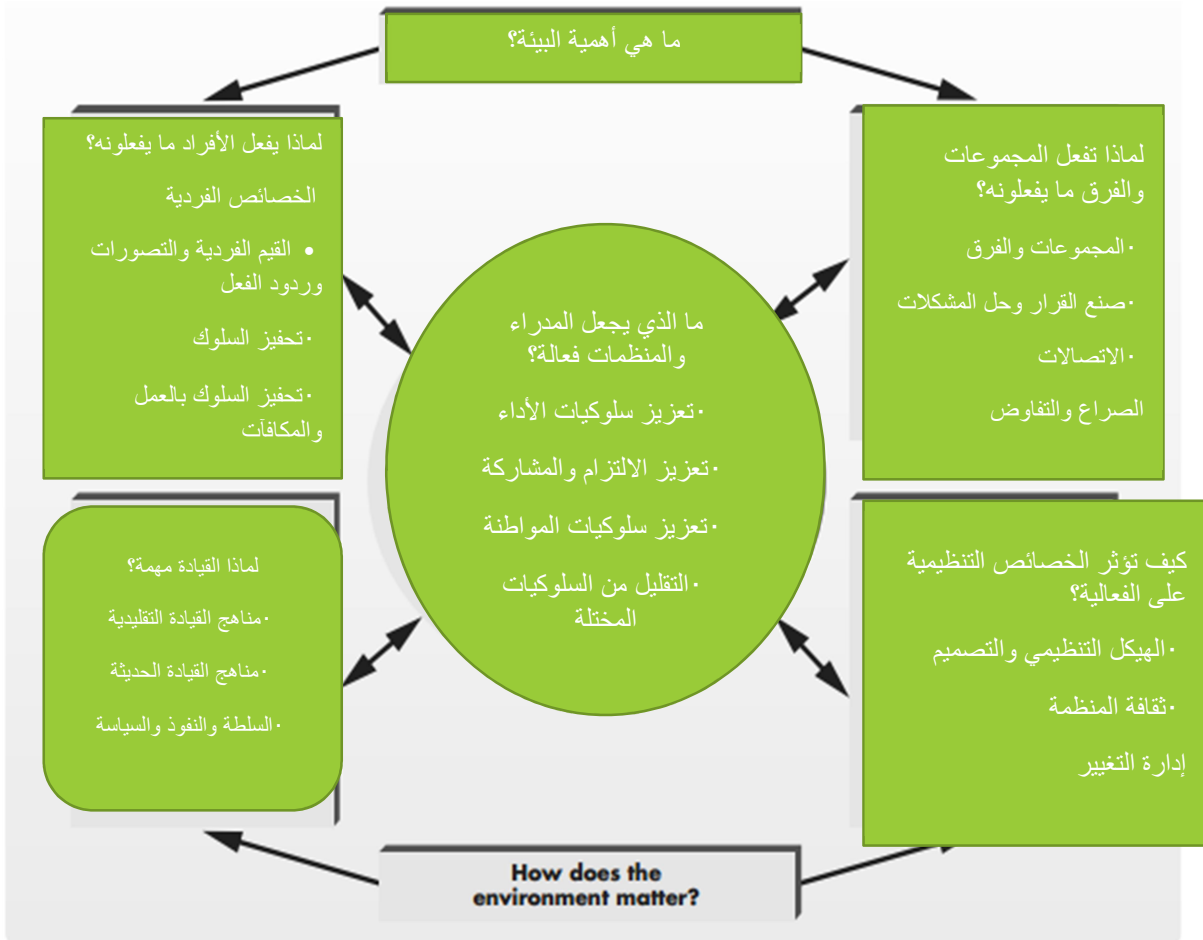 ما هي أهمية البيئة؟
لماذا تفعل المجموعات
والفرق ما يفعلونه؟
·المجموعات والفرق
·صنع القرار وحل المشكلات
·الاتصالات
الصراع والتفاوض
لماذا يفعل الأفراد ما يفعلونه؟
الخصائص الفردية
• القيم الفردية والتصورات
وردود الفعل
·تحفيز السلوك
·تحفيز السلوك بالعمل
والمكافآت
ما الذي يجعل المدراء
والمنظمات فعالة؟
·تعزيز سلوكيات الأداء
·تعزيز الالتزام والمشاركة
·تعزيز سلوكيات المواطنة
·التقليل من السلوكيات
المختلة
كيف تؤثر الخصائص التنظيمية
على الفعالية؟
·الهيكل التنظيمي والتصميم
·ثقافة المنظمة
إدارة التغيير
لماذا القيادة مهمة؟
·مناهج القيادة التقليدية
·مناهج القيادة الحديثة
·السلطة والنفوذ والسياسة
How does the
environment matter?